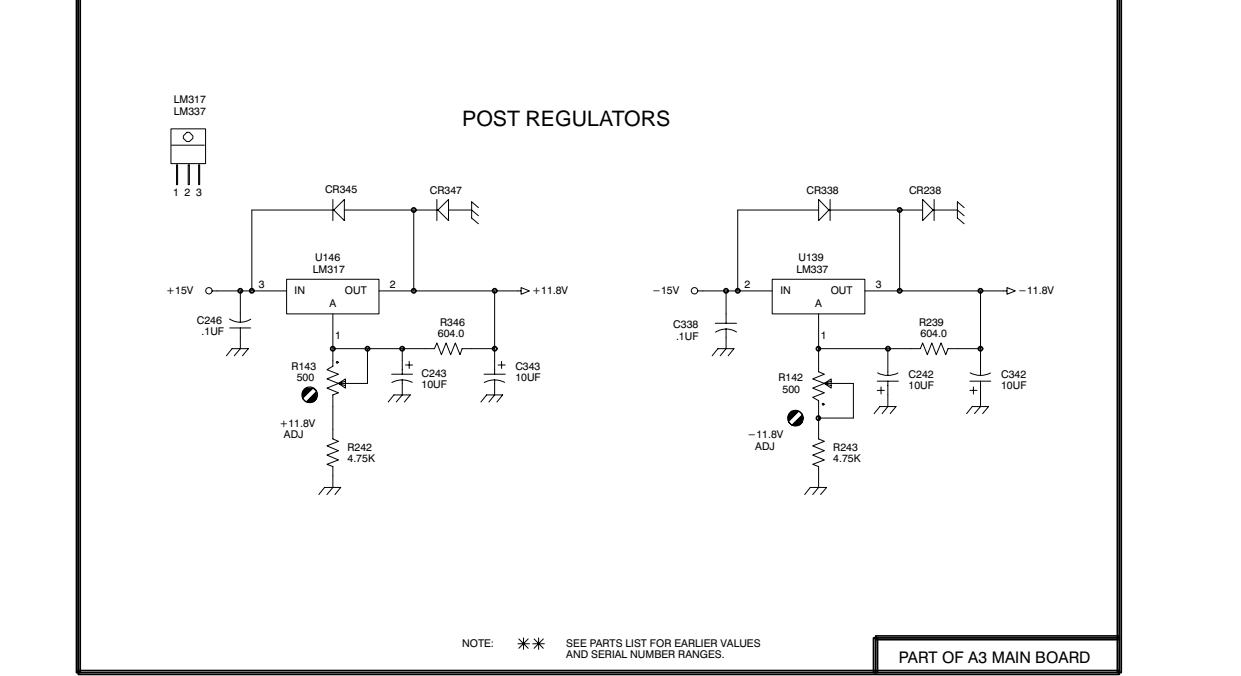 LM317
LM337
1 2 3
POST REGULATORS
CR345
CR347
U146
LM317
+15V
3
IN
OUT
2
A
+11.8V
C246
.1UF
1
R346
604.0
R143
500
+
C243
10UF
+
C343
10UF
+11.8V
ADJ
R242
4.75K
CR338
CR238
U139
LM337
−15V
2
IN
OUT
3
A
−11.8V
C338
.1UF
1
R239
604.0
R142
500
+
C242
10UF
+
C342
10UF
−11.8V
ADJ
R243
4.75K
NOTE: ** SEE PARTS LIST FOR EARLIER VALUES
AND SERIAL NUMBER RANGES.
PART OF A3 MAIN BOARD